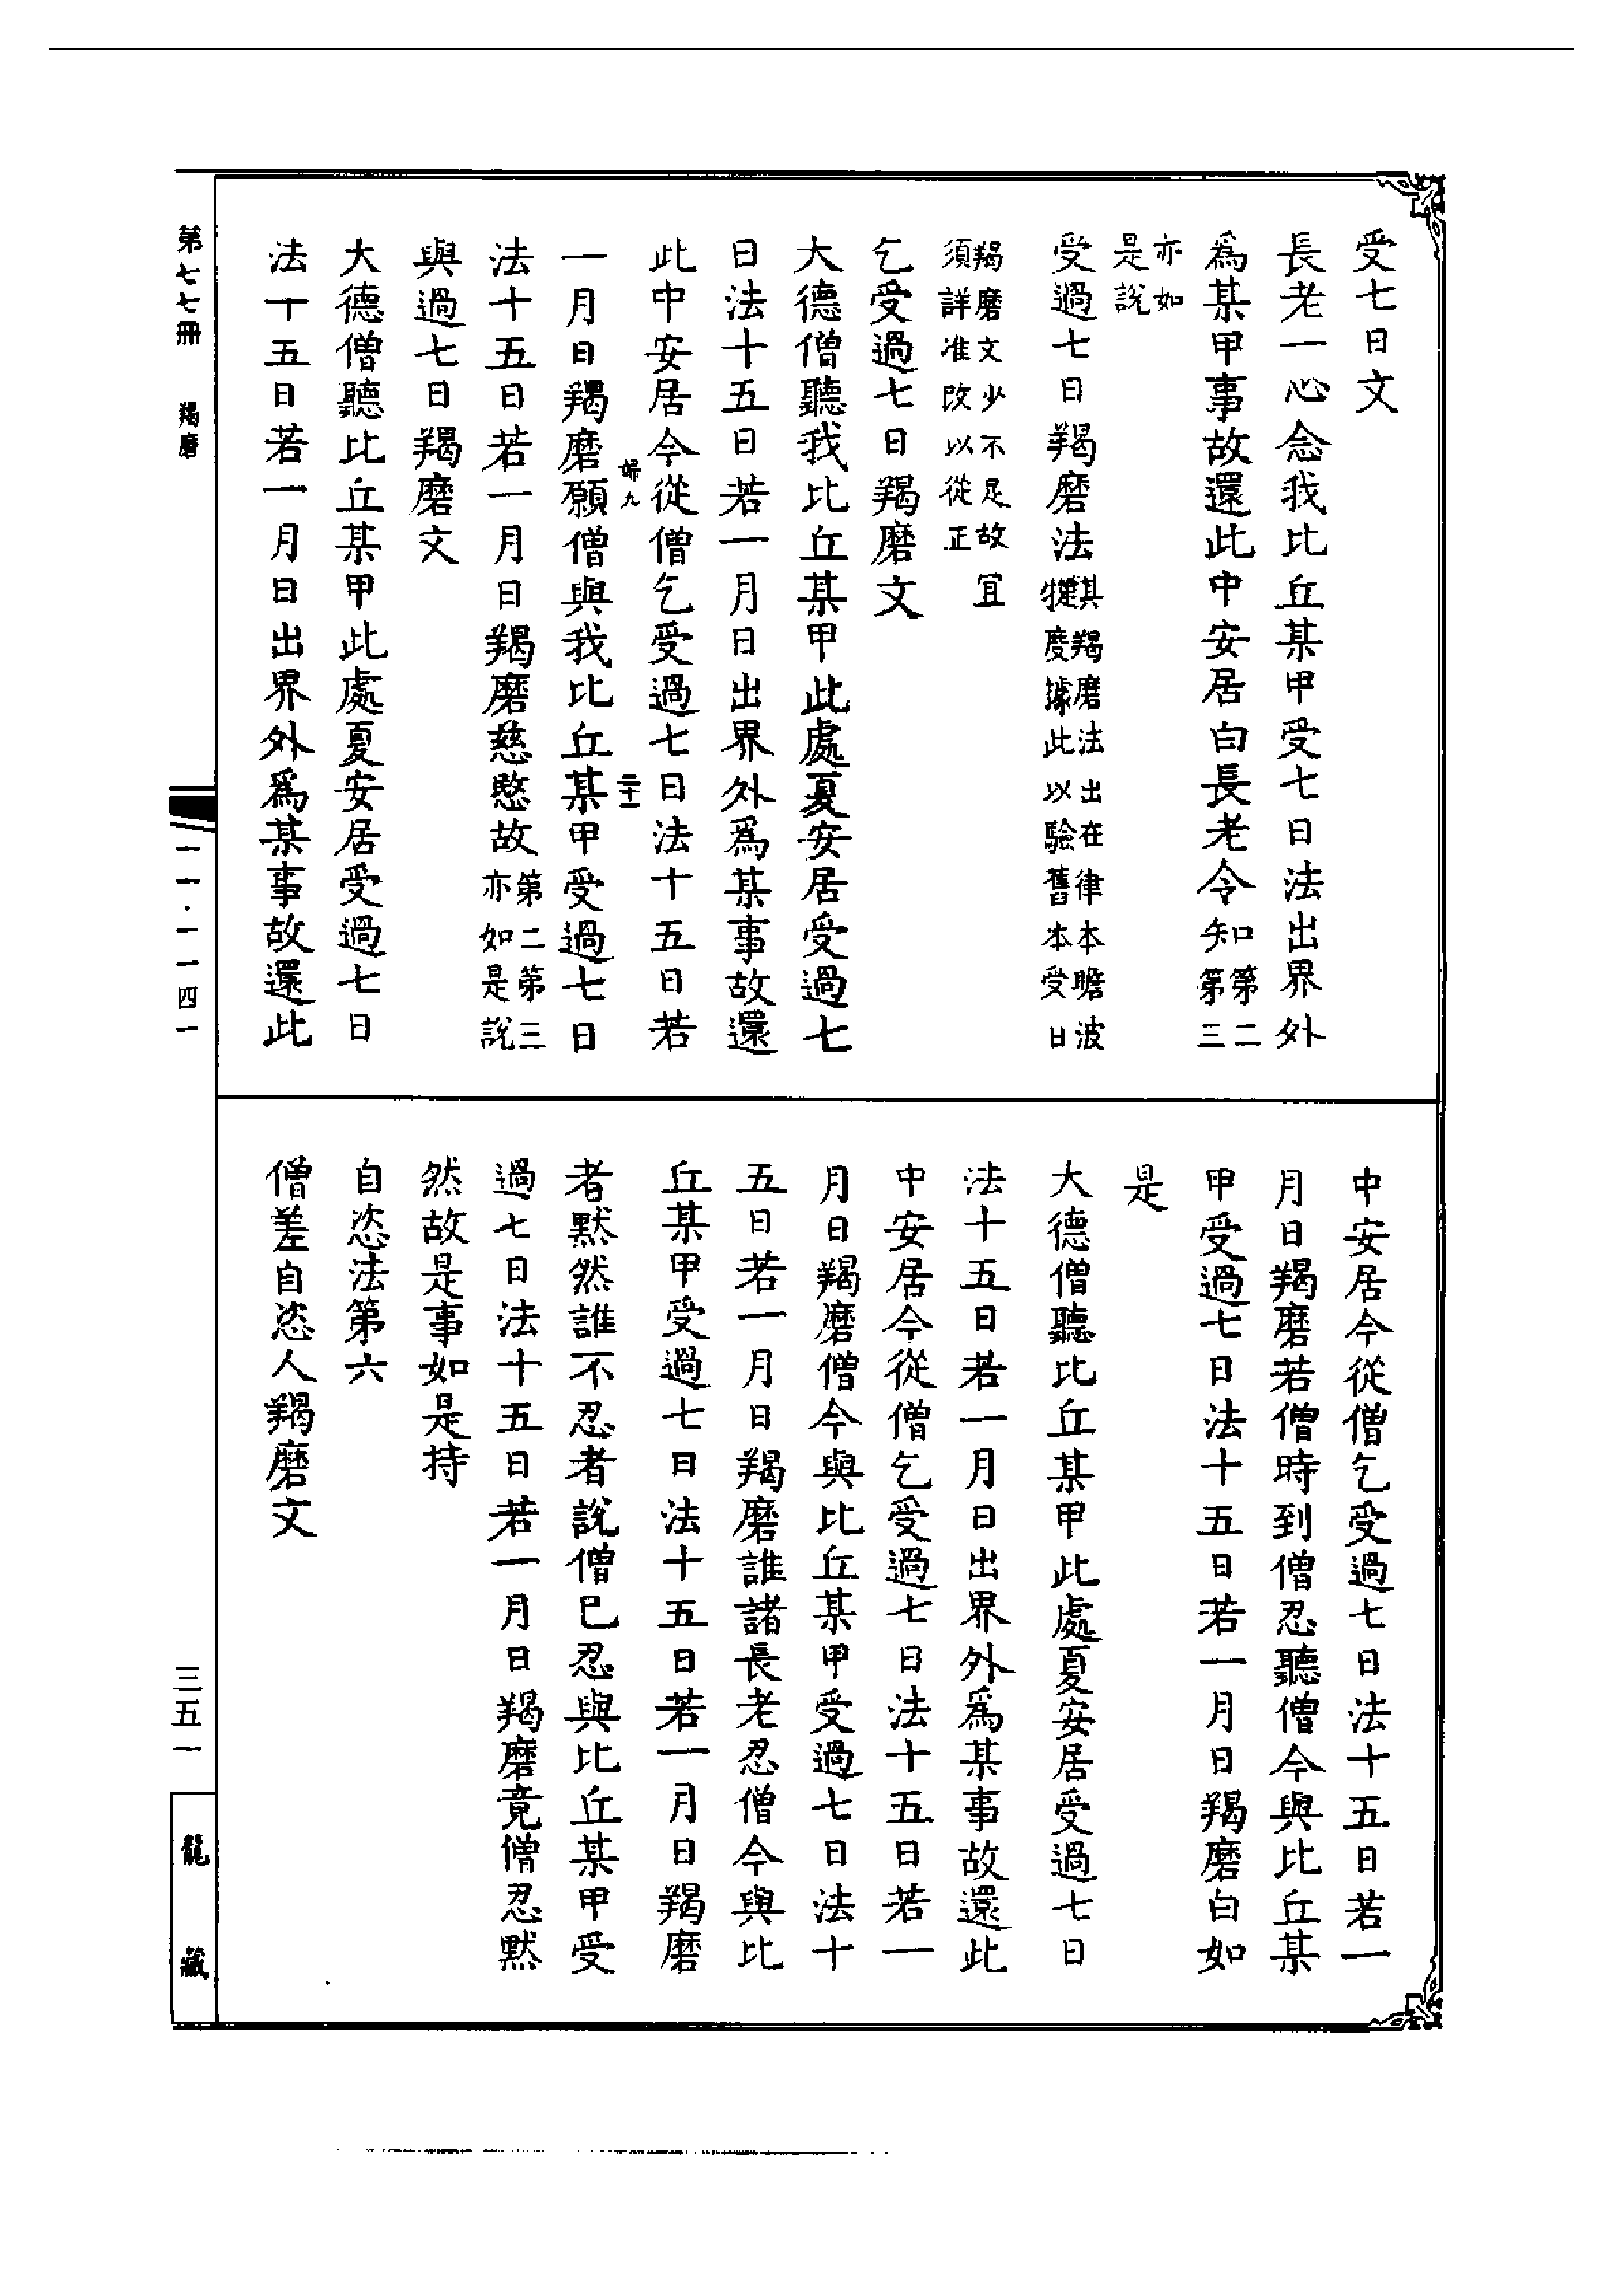 受七日文
長老一心念我比丘某甲受七日法出界外
為某甲事故還此中安居白長老令知口第二第三
亦如是說
受過七日羯磨法其羯磨法出在律本瞻波犍度據此以驗舊本受日
羯磨文少不足故宜須詳准改以從正
乞受過七日羯磨文
大德僧聽我比丘某甲此處夏安居受過七
日法十五日若一月日出界外為某事故還
此中安居今從僧乞受過七日法十五日若
婦九
二十一
一月日羯磨願僧與我比丘某甲受過七日
法十五日若一月日羯磨慈愍故第二第三亦如是說
與過七日羯磨文
大德僧聽比丘某甲此處夏安居受過七日
法十五日若一月日出界外為某事故還此
中安居今從僧乞受過七日法十五日若一
月日羯磨若僧時到僧忍聽僧今與比丘某
甲受過七日法十五日若一月日羯磨白如
是
大德僧聽比丘某甲此處夏安居受過七日
法十五日若一月日出界外為某事故還此
中安居今從僧乞受過七日法十五日若一
月日羯磨僧今與比丘某甲受過七日法十
五日若一月日羯磨誰諸長老忍僧今與比
丘某甲受過七日法十五日若一月日羯磨
者默然誰不忍者說僧已忍與比丘某甲受
過七日法十五日若一月日羯磨竟僧忍默
然故是事如是持
自恣法第六
僧差自恣人羯磨文
第七七冊 羯磨
一一·一一四一
三五一
龍藏